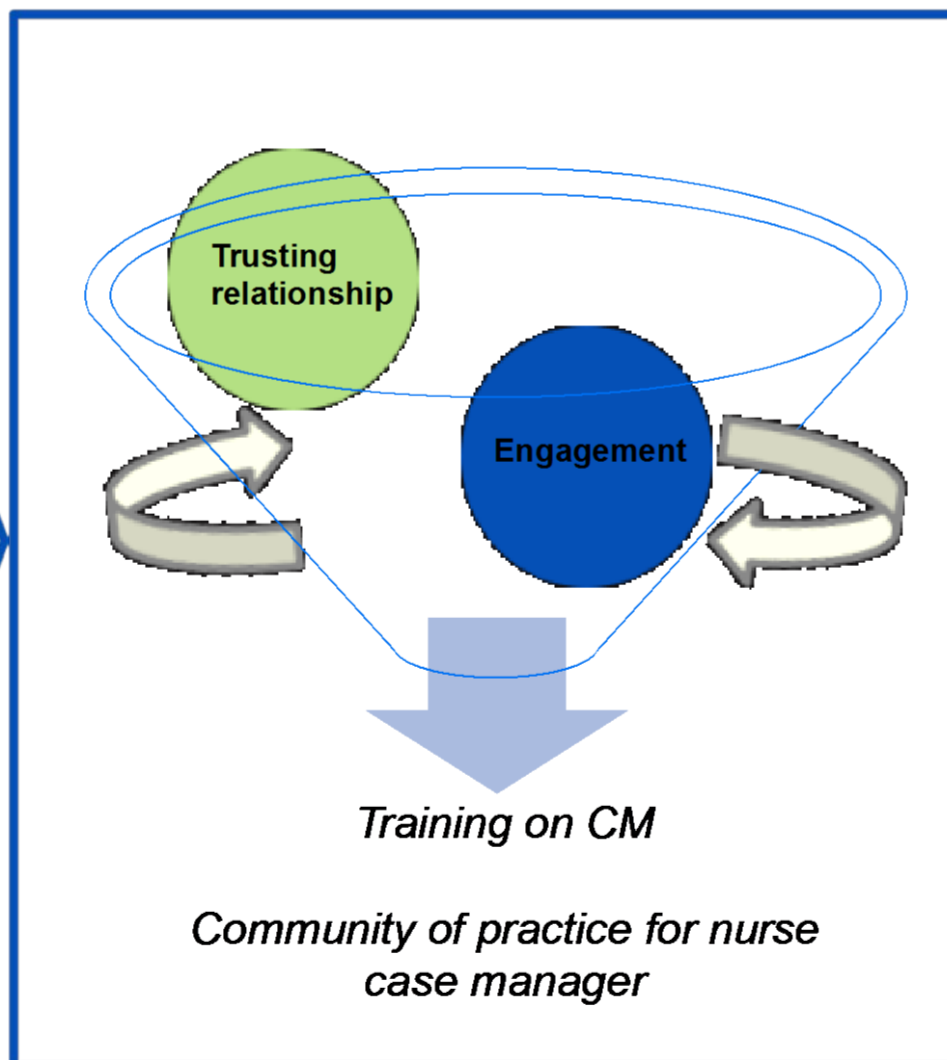 Trusting
relationship
Engagement
Training on CM
Community of practice for nurse
case manager